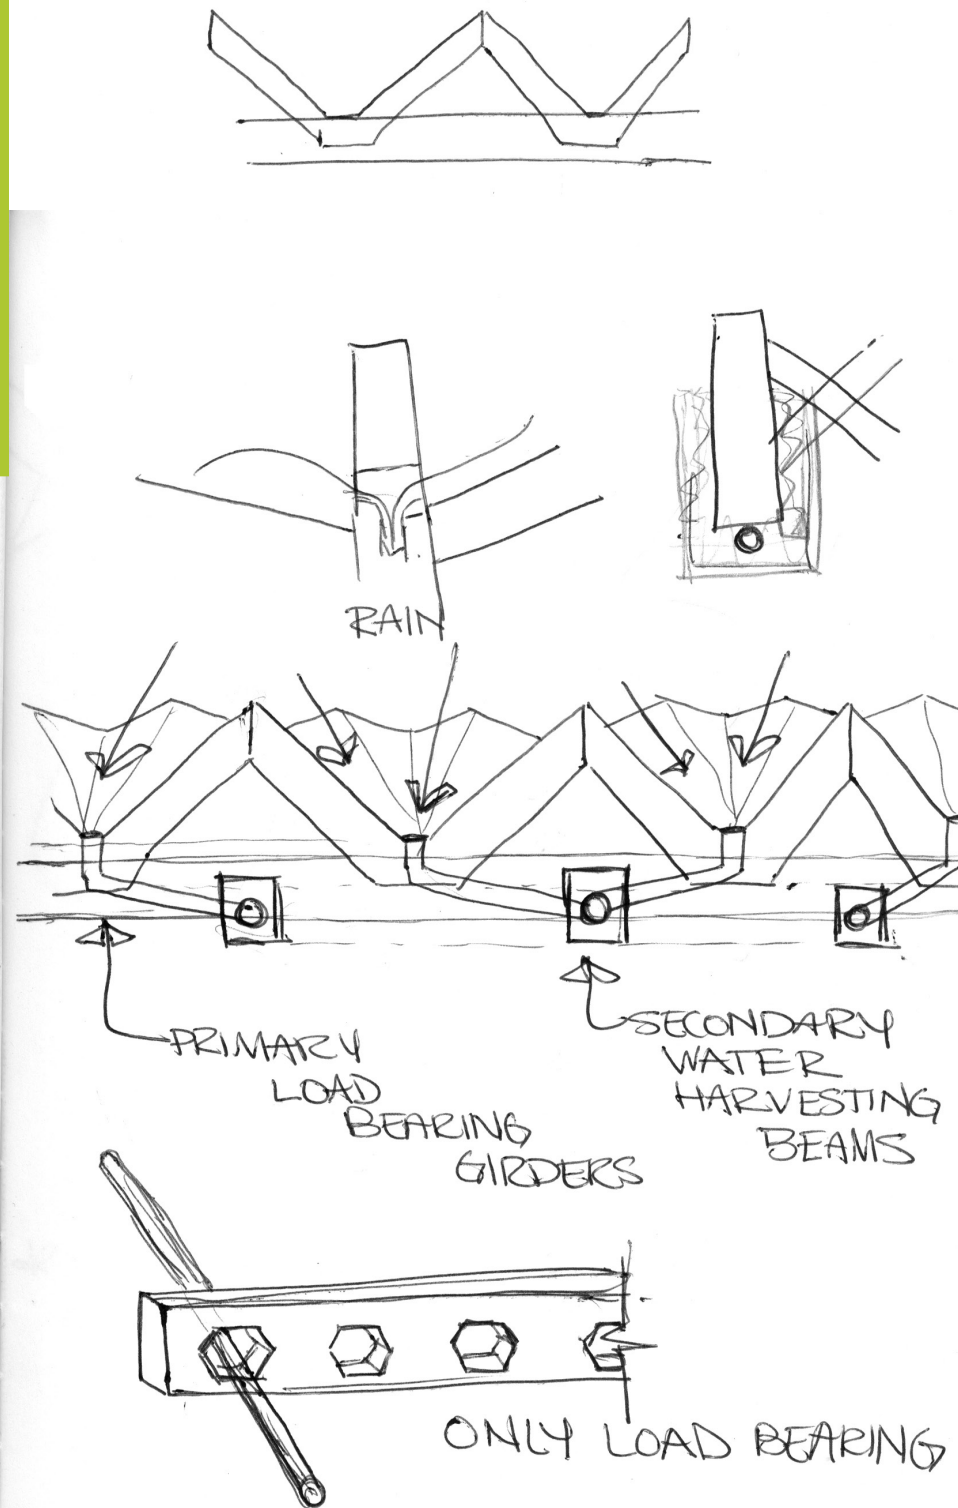 RAIN
PRIMARY
LOAD
BEARING
GIRDERS
SECONDARY
WATER
HARVESTING
BEAMS
ONLY LOAD BEARING